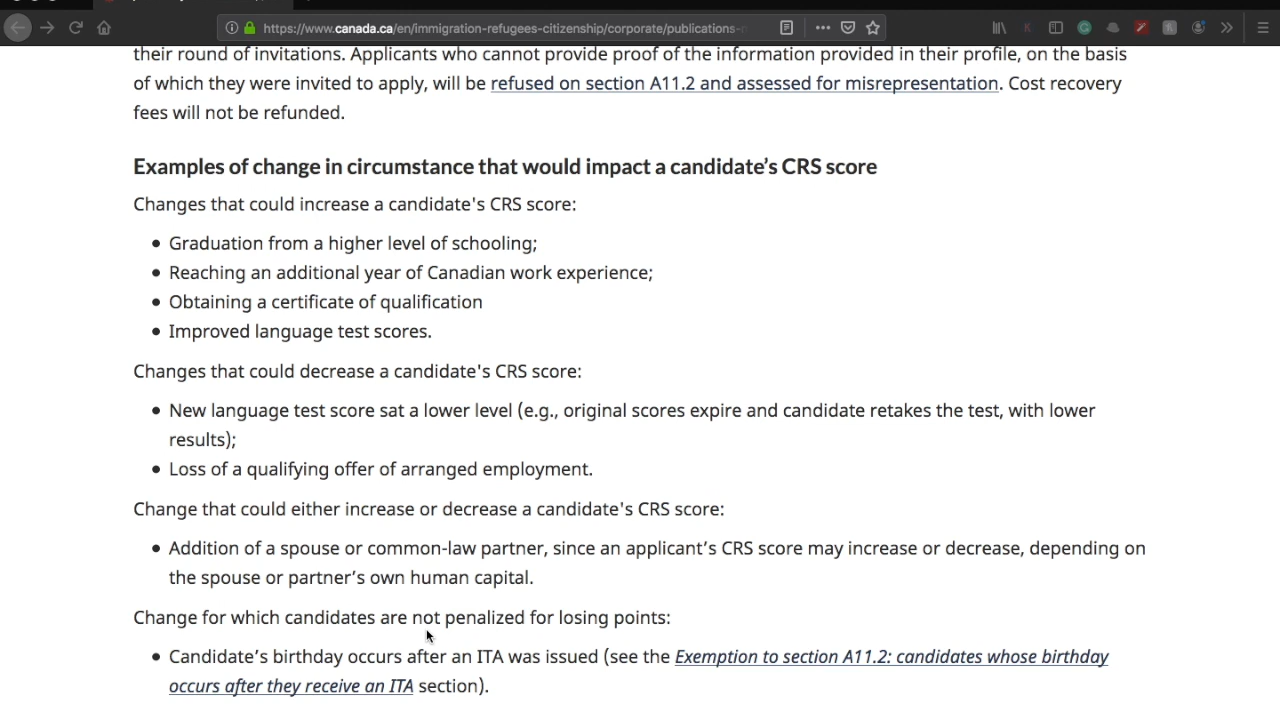 https://www.canada.ca/en/immigration-refugees-citizenship/corporate/publications-
their round of invitations. Applicants who cannot provide proof of the information provided in their profile, on the basis
of which they were invited to apply, will be refused on section A11.2 and assessed for misrepresentation. Cost recovery
fees will not be refunded.
Examples of change in circumstance that would impact a candidate’s CRS score
Changes that could increase a candidate's CRS score:
• Graduation from a higher level of schooling;
• Reaching an additional year of Canadian work experience;
• Obtaining a certificate of qualification
• Improved language test scores.
Changes that could decrease a candidate's CRS score:
• New language test score sat a lower level (e.g., original scores expire and candidate retakes the test, with lower
results);
• Loss of a qualifying offer of arranged employment.
Change that could either increase or decrease a candidate's CRS score:
• Addition of a spouse or common-law partner, since an applicant’s CRS score may increase or decrease, depending on
the spouse or partner’s own human capital.
Change for which candidates are not penalized for losing points:
• Candidate’s birthday occurs after an ITA was issued (see the Exemption to section A11.2: candidates whose birthday
occurs after they receive an ITA section).